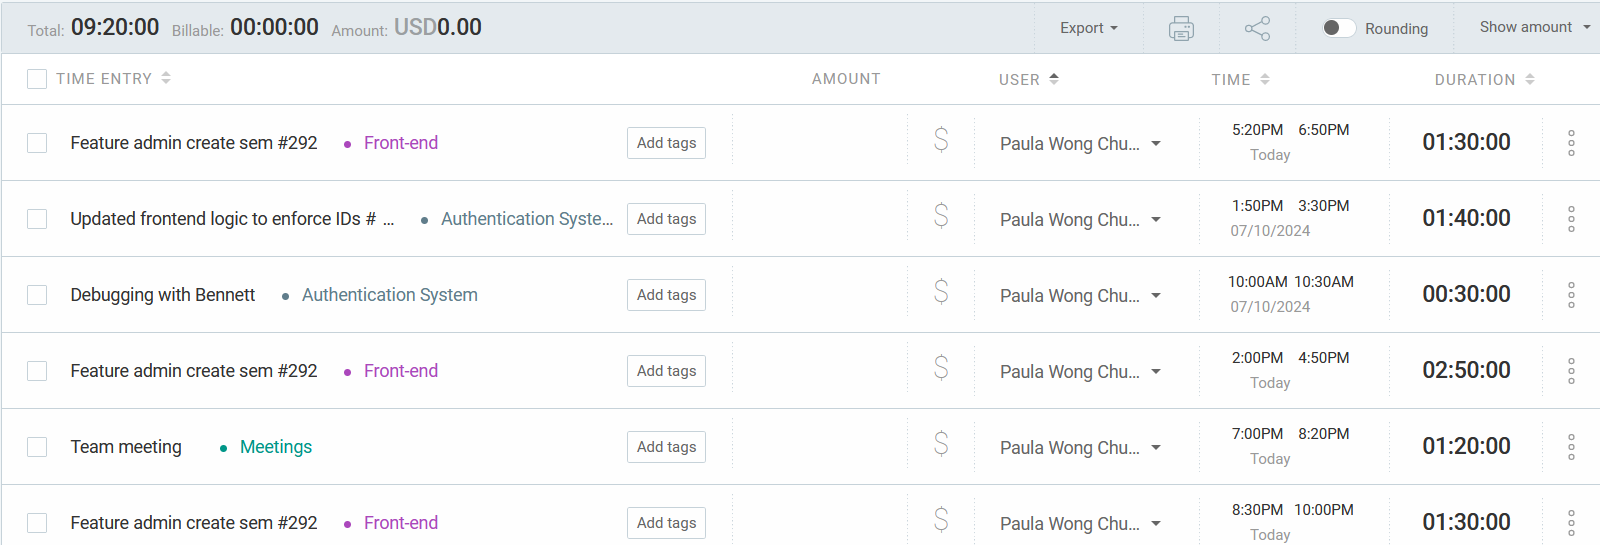 Total: 09:20:00 Billable: 00:00:00 Amount: USD0.00 Export Rounding Show amount
TIME ENTRY AMOUNT USER TIME DURATION
Feature admin create sem #292 • Front-end Add tags $ Paula Wong Chu... 5:20PM 6:50PM 01:30:00
Today
Updated frontend logic to enforce IDs # ... • Authentication Syste... Add tags $ Paula Wong Chu... 1:50PM 3:30PM 01:40:00
07/10/2024
Debugging with Bennett • Authentication System Add tags $ Paula Wong Chu... 10:00AM 10:30AM 00:30:00
07/10/2024
Feature admin create sem #292 • Front-end Add tags $ Paula Wong Chu... 2:00PM 4:50PM 02:50:00
Today
Team meeting • Meetings Add tags $ Paula Wong Chu... 7:00PM 8:20PM 01:20:00
Today
Feature admin create sem #292 • Front-end Add tags $ Paula Wong Chu... 8:30PM 10:00PM 01:30:00
Today